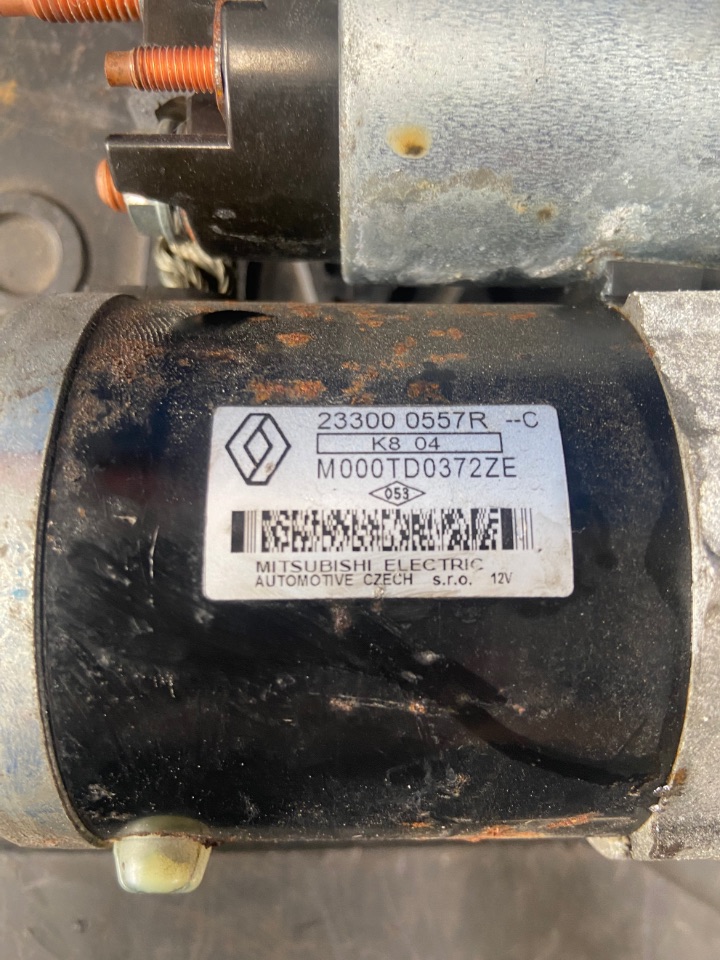 23300 0557R --C
K8 04
M000TD0372ZE
053
MITSUBISHI ELECTRIC
AUTOMOTIVE CZECH s.r.o. 12V